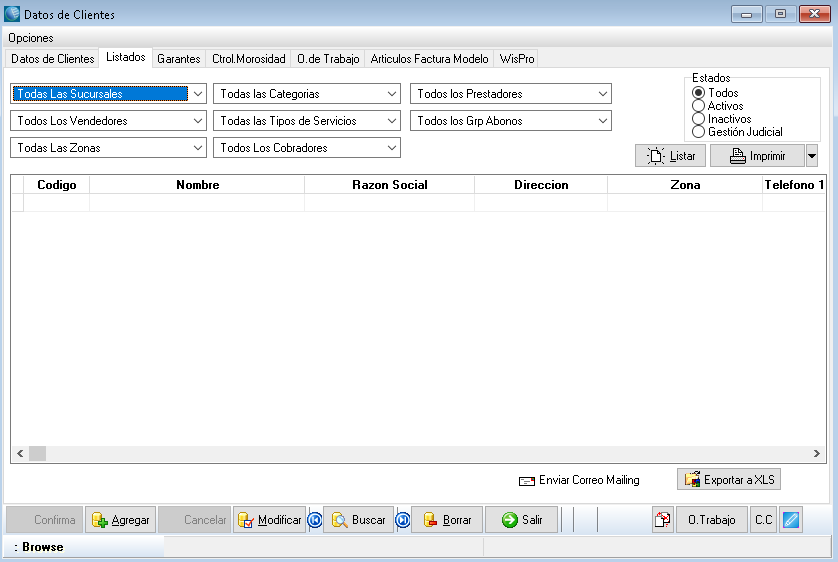 Datos de Clientes
Opciones
Datos de Clientes Listados Garantes Ctrol.Morosidad O.de Trabajo Articulos Factura Modelo WisPro
Todas Las Sucursales Todas las Categorias Todos los Prestadores
Todos Los Vendedores Todas las Tipos de Servicios Todos los Grp Abonos
Todas Las Zonas Todos Los Cobradores
Estados
Todos
Activos
Inactivos
Gestión Judicial
Listar Imprimir
Codigo Nombre Razon Social Direccion Zona Telefono 1
Enviar Correo Mailing Exportar a XLS
Confirma Agregar Cancelar Modificar Buscar Borrar Salir O.Trabajo C.C
: Browse